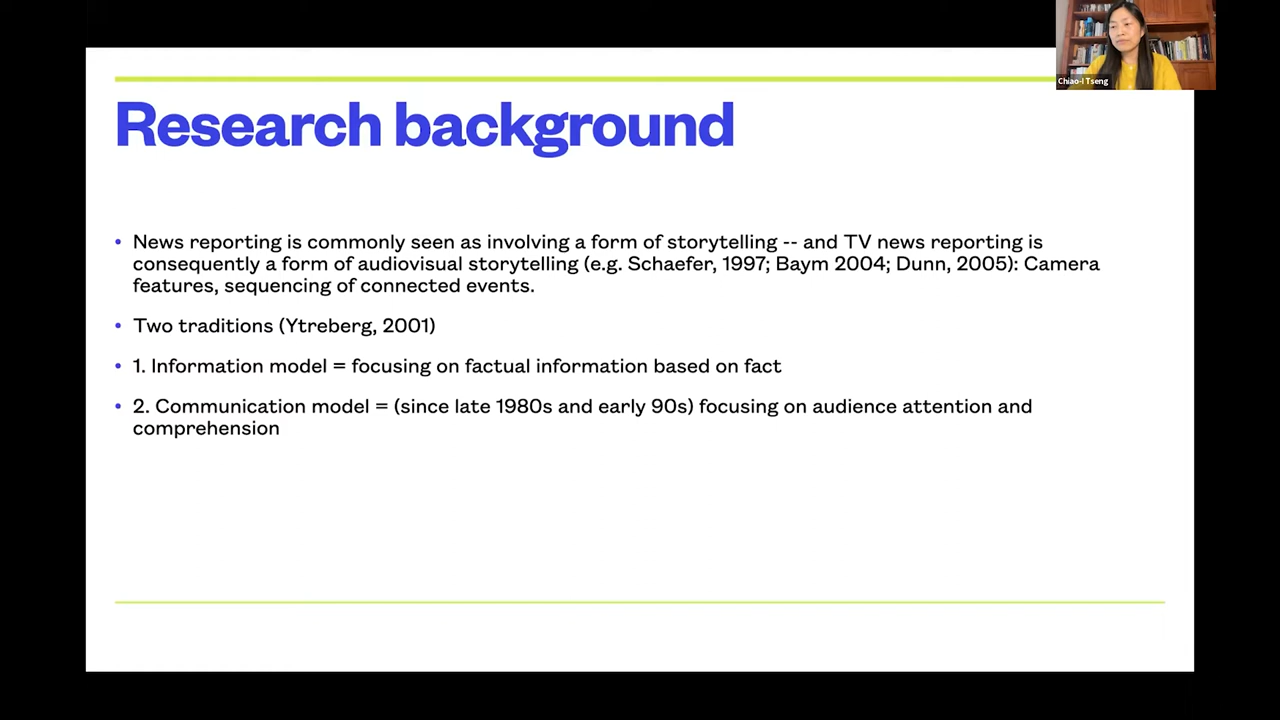 Chiao-I Tseng
Research background
• News reporting is commonly seen as involving a form of storytelling -- and TV news reporting is
consequently a form of audiovisual storytelling (e.g. Schaefer, 1997; Baym 2004; Dunn, 2005): Camera
features, sequencing of connected events.
• Two traditions (Ytreberg, 2001)
• 1. Information model = focusing on factual information based on fact
• 2. Communication model = (since late 1980s and early 90s) focusing on audience attention and
comprehension